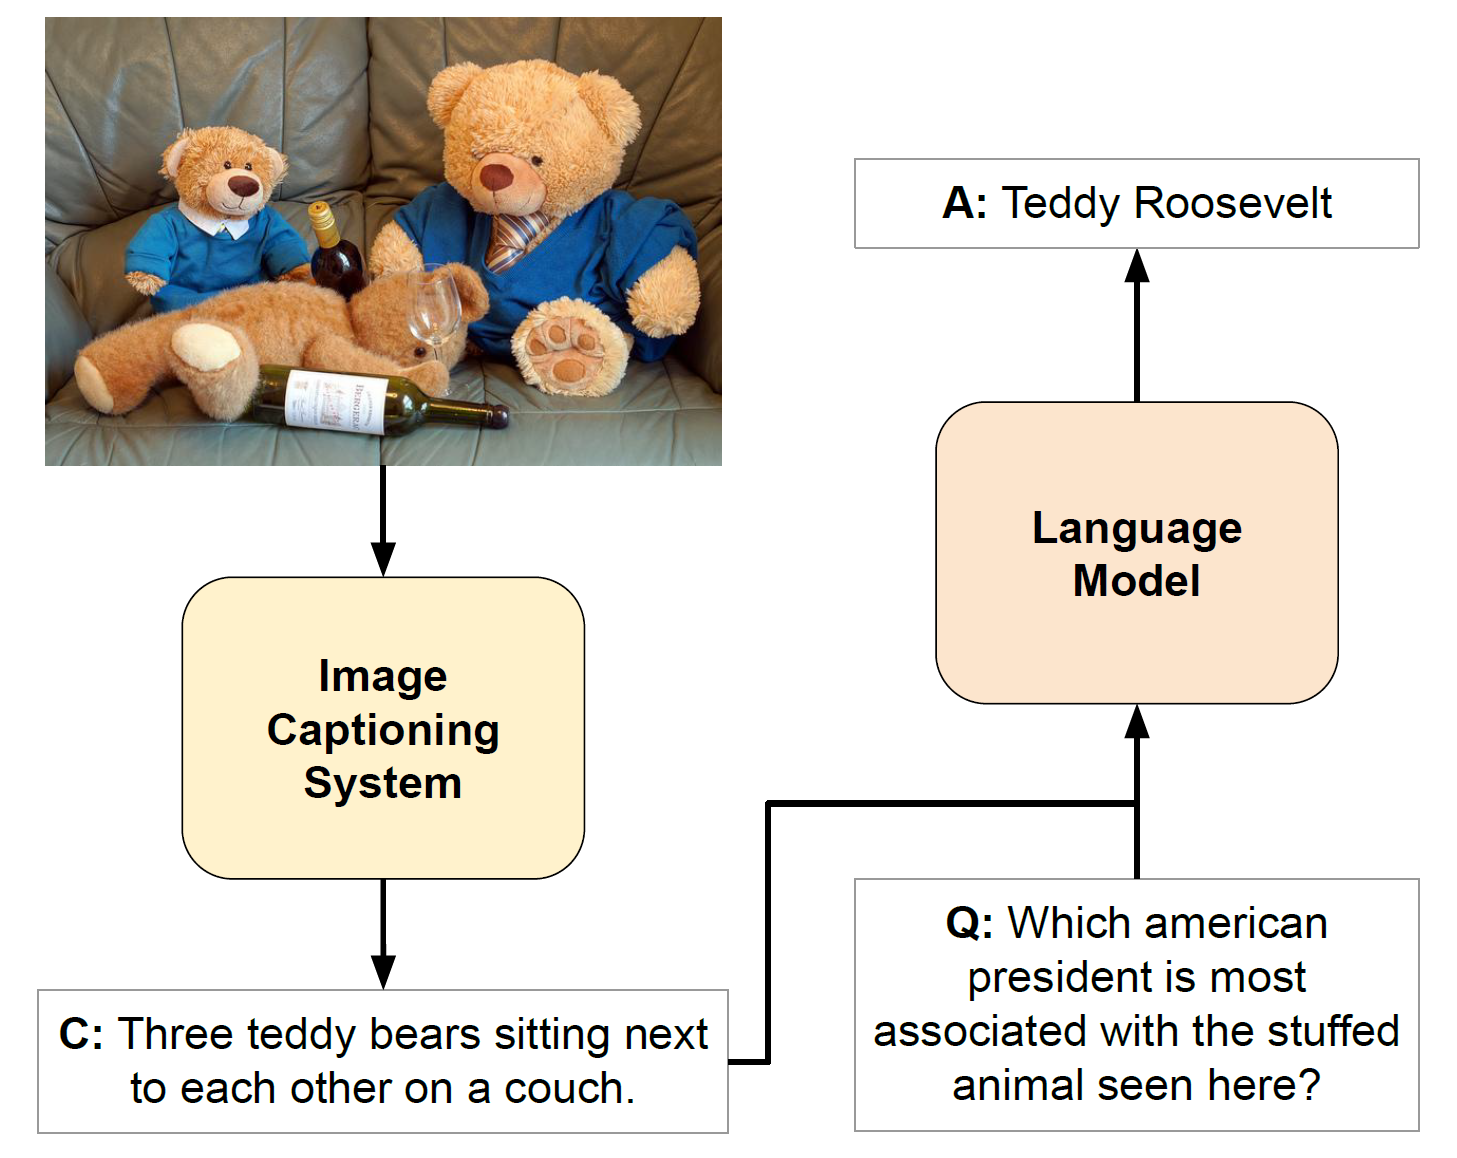 A: Teddy Roosevelt
Language
Model
Image
Captioning
System
BERGERAC
C: Three teddy bears sitting next
to each other on a couch.
Q: Which american
president is most
associated with the stuffed
animal seen here?